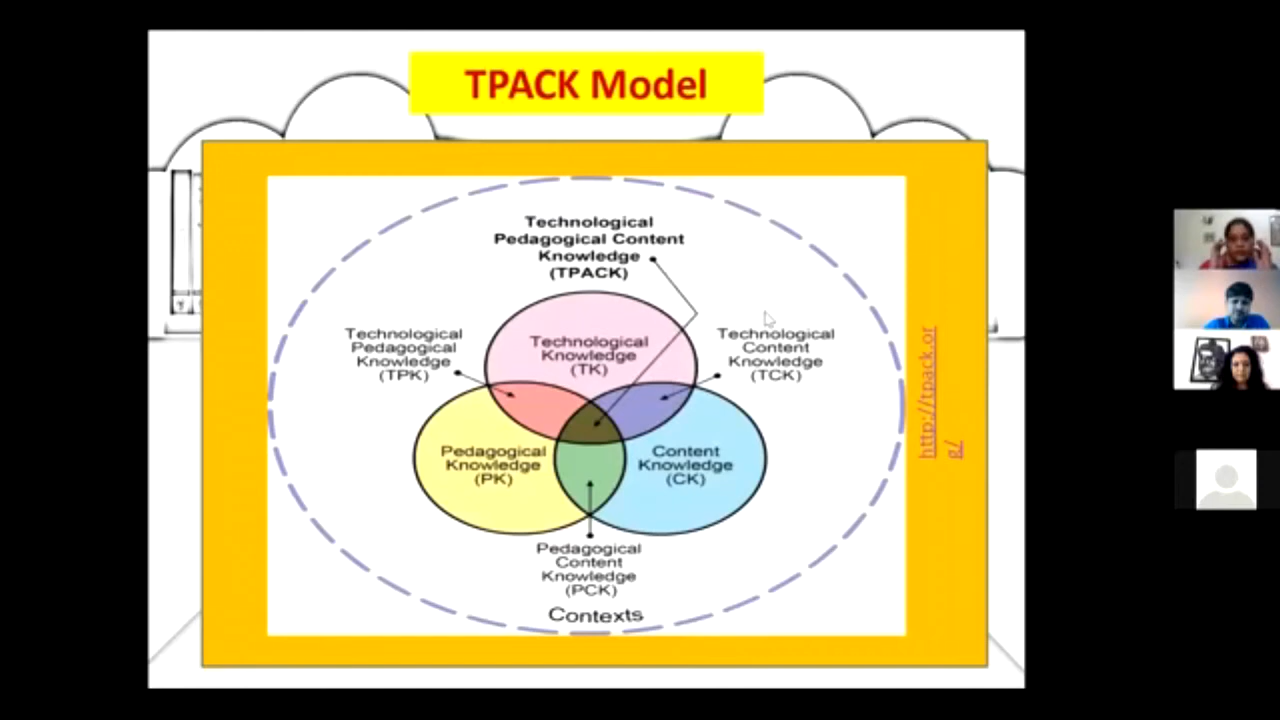 TPACK Model
Technological
Pedagogical Content
Knowledge
(TPACK)
Technological
Pedagogical
Knowledge
(TPK)
Technological
Knowledge
(TK)
Technological
Content
Knowledge
(TCK)
Pedagogical
Knowledge
(PK)
Content
Knowledge
(CK)
Pedagogical
Content
Knowledge
(PCK)
Contexts
http://tpack.or
g/